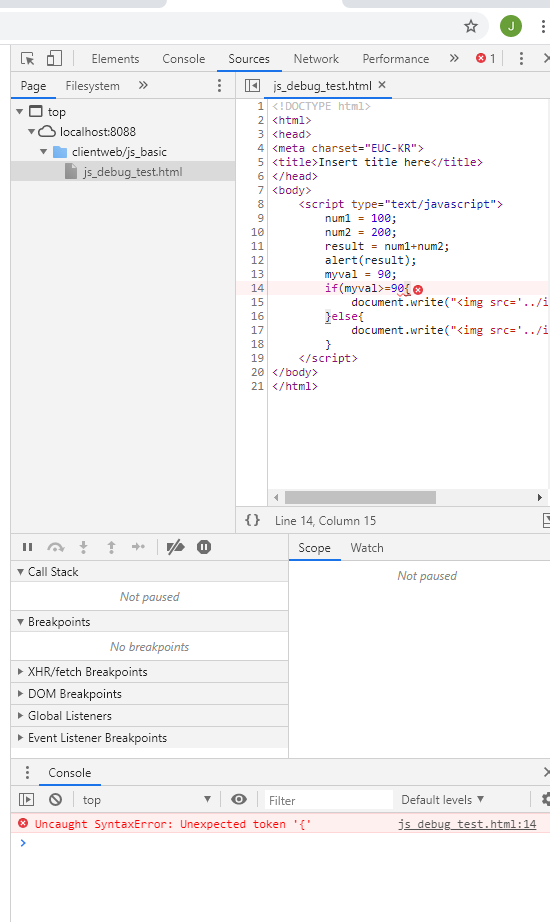 J
Elements Console Sources Network Performance » 1
Page Filesystem »
js_debug_test.html ×
top
localhost:8088
clientweb/js_basic
js_debug_test.html
1 <!DOCTYPE html>
2 <html>
3 <head>
4 <meta charset="EUC-KR">
5 <title>Insert title here</title>
6 </head>
7 <body>
8 <script type="text/javascript">
9 num1 = 100;
10 num2 = 200;
11 result = num1+num2;
12 alert(result);
13 myval = 90;
14 if(myval>=90{
15 document.write("<img src='../i
16 }else{
17 document.write("<img src='../i
18 }
19 </script>
20 </body>
21 </html>
{} Line 14, Column 15
Scope Watch
Call Stack
Not paused
Not paused
Breakpoints
No breakpoints
XHR/fetch Breakpoints
DOM Breakpoints
Global Listeners
Event Listener Breakpoints
Console
top Filter Default levels
Uncaught SyntaxError: Unexpected token '{' js_debug_test.html:14
>